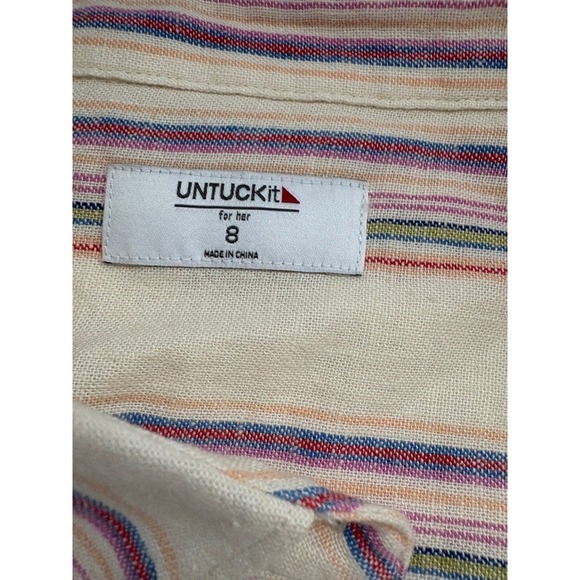 UNTUCKit
for her
8
MADE IN CHINA